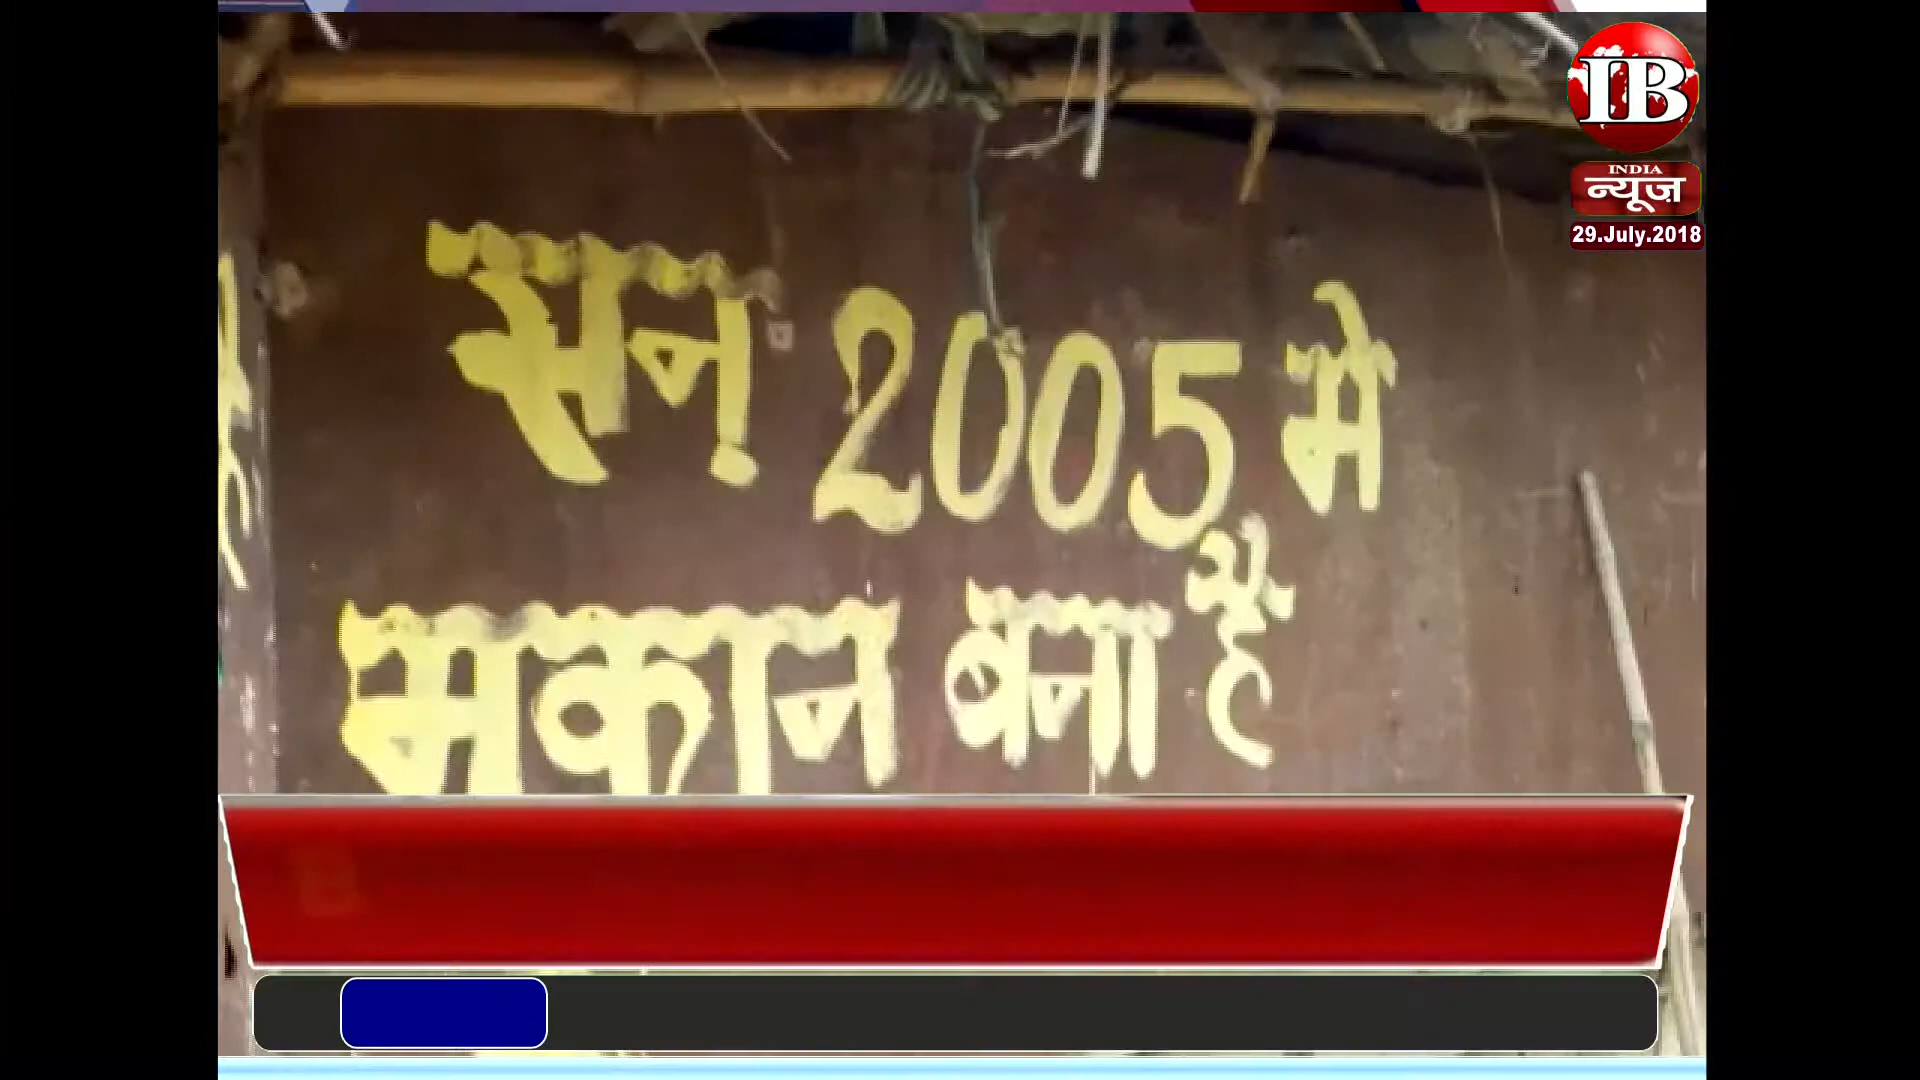 IB
INDIA
न्यूज़
29.July.2018
सन् 2005 में
मकान बना है